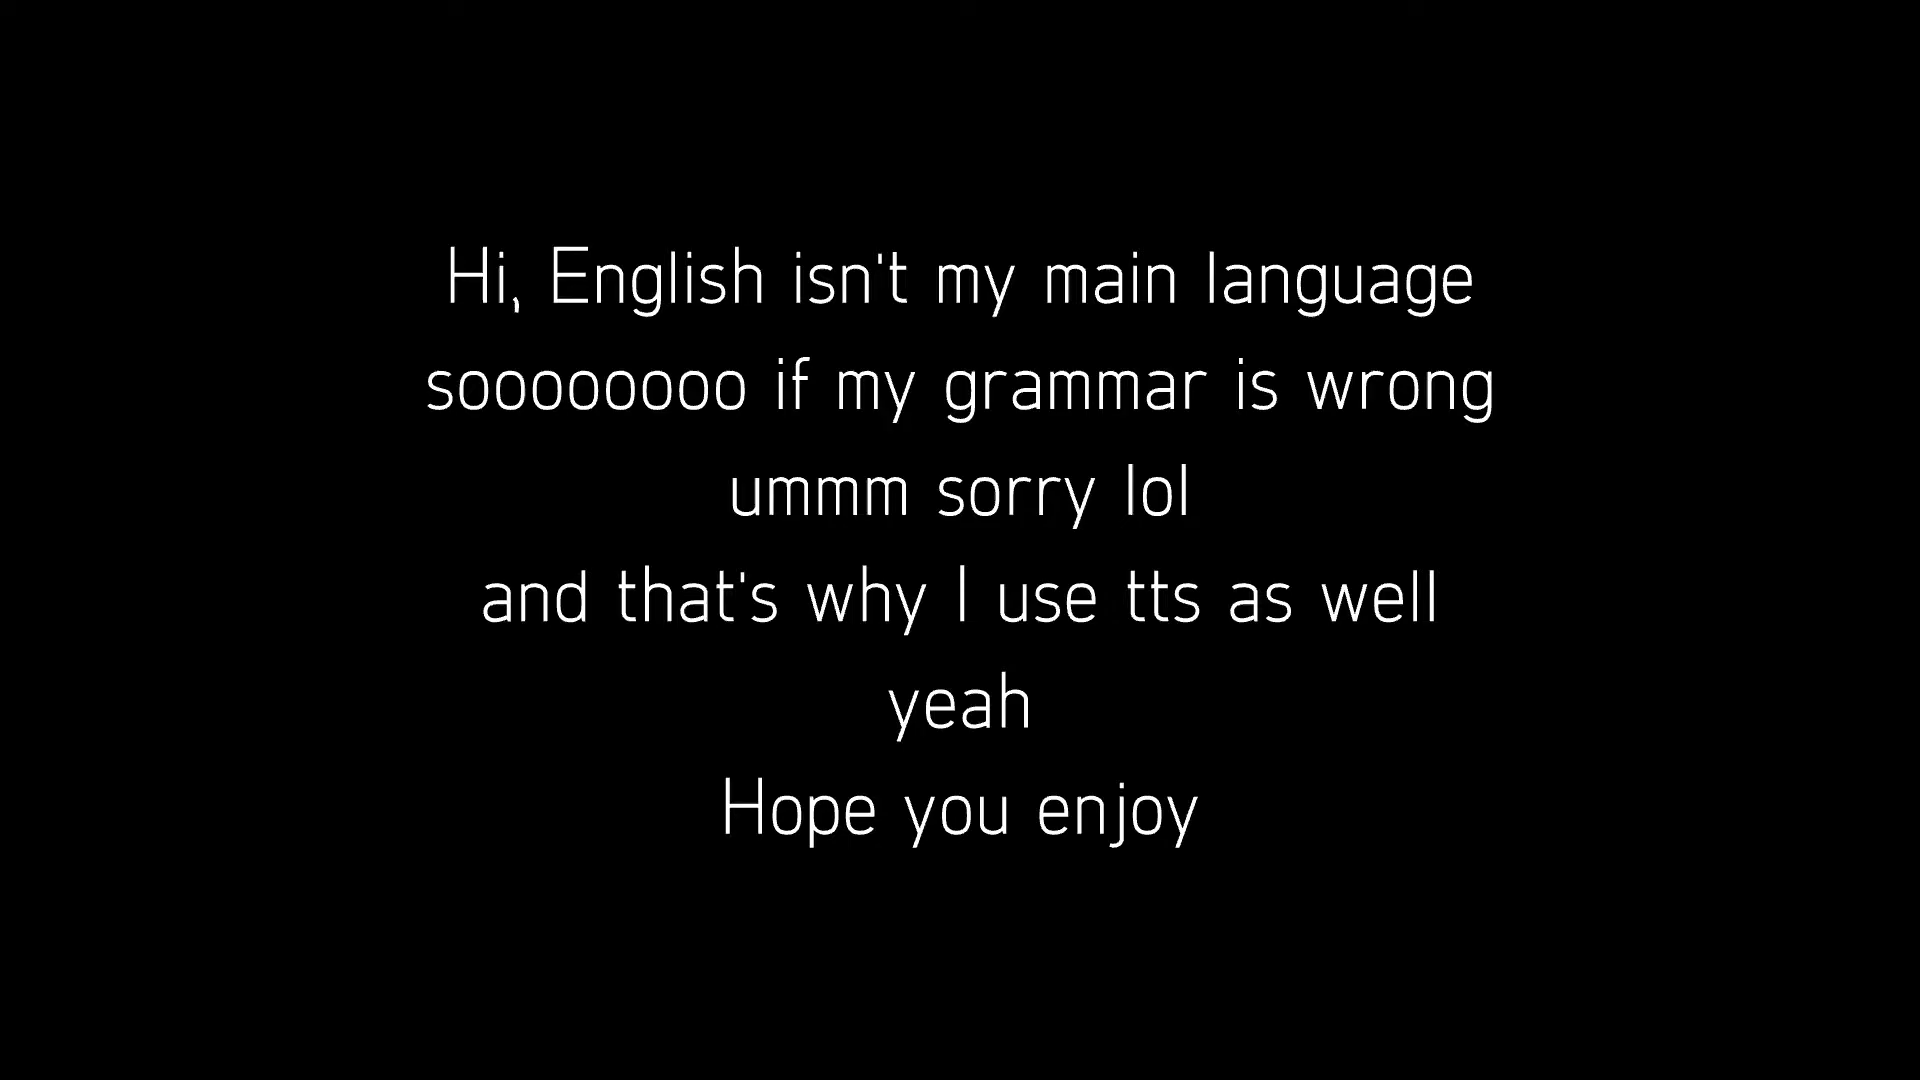 Hi, English isn't my main language
soooooooo if my grammar is wrong
ummm sorry lol
and that's why I use tts as well
yeah
Hope you enjoy